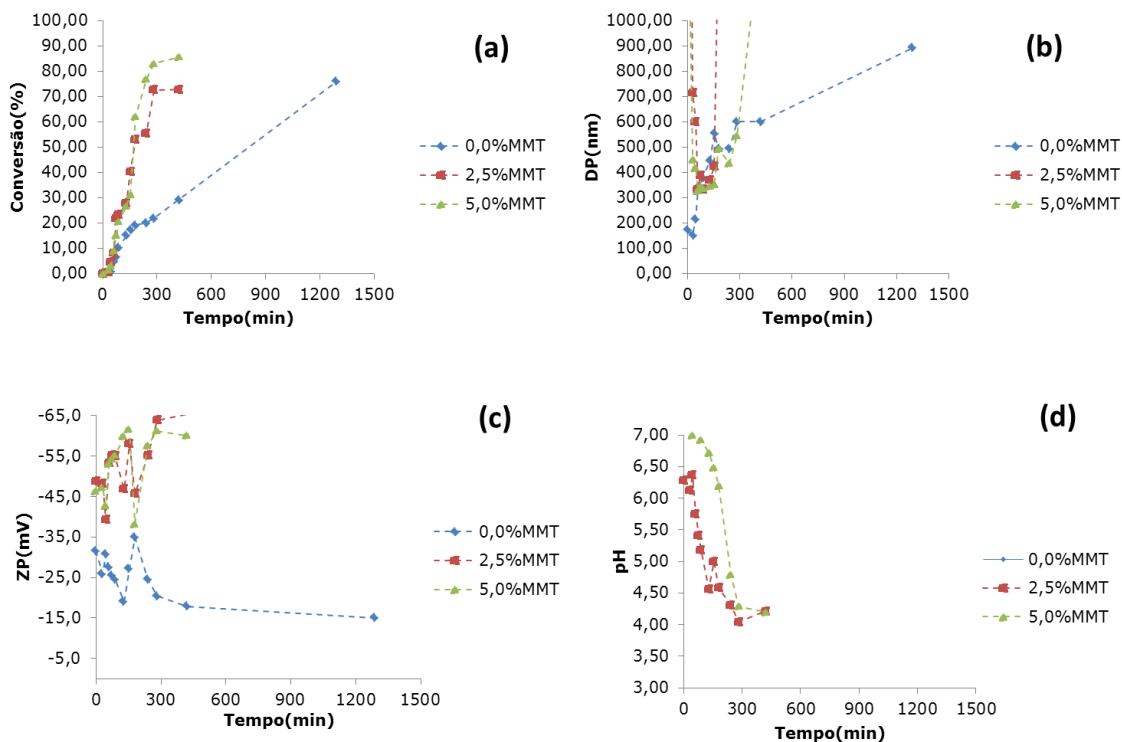 (a)
Conversão(%)
100,00
90,00
80,00
70,00
60,00
50,00
40,00
30,00
20,00
10,00
0,00
0 300 600 900 1200 1500
Tempo(min)
0,0%MMT
2,5%MMT
5,0%MMT
(b)
DP(nm)
1000,00
900,00
800,00
700,00
600,00
500,00
400,00
300,00
200,00
100,00
0,00
0 300 600 900 1200 1500
Tempo(min)
0,0%MMT
2,5%MMT
5,0%MMT
(c)
ZP(mV)
-65,0
-55,0
-45,0
-35,0
-25,0
-15,0
-5,0
0 300 600 900 1200 1500
Tempo(min)
0,0%MMT
2,5%MMT
5,0%MMT
(d)
pH
7,00
6,50
6,00
5,50
5,00
4,50
4,00
3,50
3,00
0 300 600 900 1200 1500
Tempo(min)
0,0%MMT
2,5%MMT
5,0%MMT